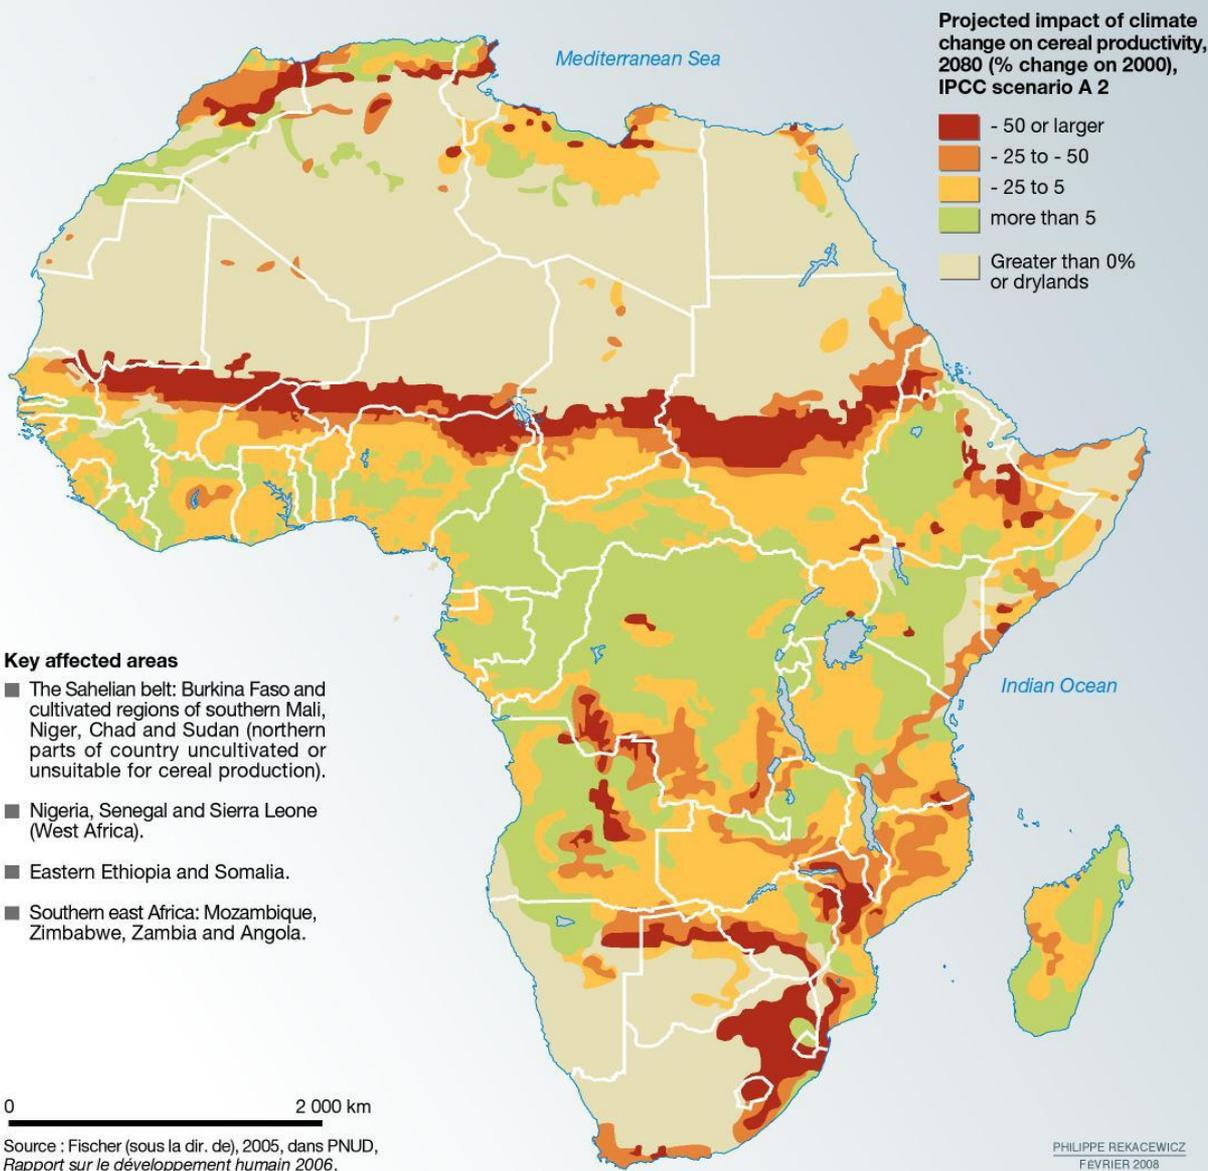 Projected impact of climate
change on cereal productivity,
2080 (% change on 2000),
IPCC scenario A 2
- 50 or larger
- 25 to - 50
- 25 to 5
more than 5
Greater than 0%
or drylands
Mediterranean Sea
Indian Ocean
Key affected areas
The Sahelian belt: Burkina Faso and
cultivated regions of southern Mali,
Niger, Chad and Sudan (northern
parts of country uncultivated or
unsuitable for cereal production).
Nigeria, Senegal and Sierra Leone
(West Africa).
Eastern Ethiopia and Somalia.
Southern east Africa: Mozambique,
Zimbabwe, Zambia and Angola.
0 2 000 km
Source : Fischer (sous la dir. de), 2005, dans PNUD,
Rapport sur le développement humain 2006.
PHILIPPE REKACEWICZ
FÉVRIER 2008